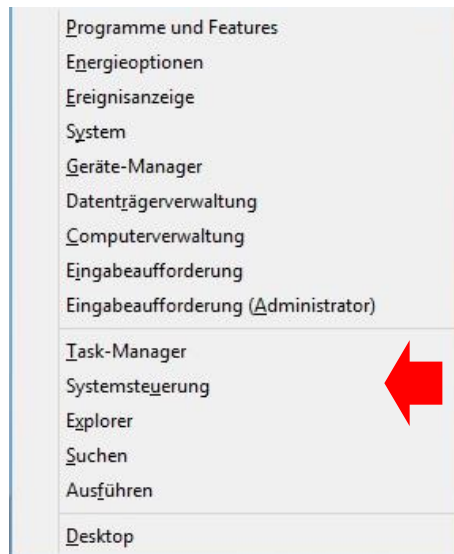 Programme und Features
Energieoptionen
Ereignisanzeige
System
Geräte-Manager
Datenträgerverwaltung
Computerverwaltung
Eingabeaufforderung
Eingabeaufforderung (Administrator)
Task-Manager
Systemsteuerung
Explorer
Suchen
Ausführen
Desktop